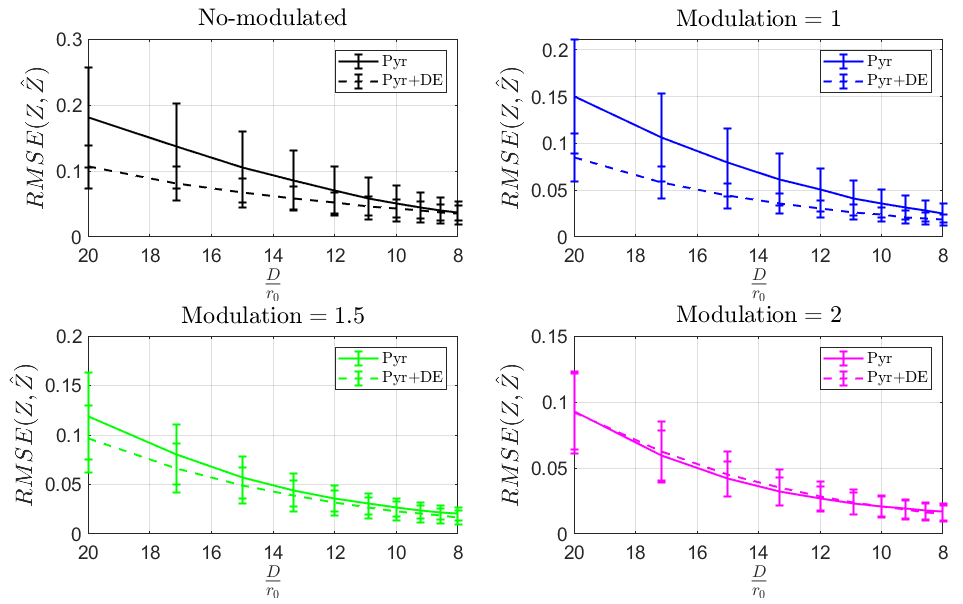 No-modulated
RMSE(Z, Ẑ)
0.3
0.2
0.1
0
Pyr
Pyr+DE
20 18 16 14 12 10 8
D/r₀
Modulation = 1
RMSE(Z, Ẑ)
0.2
0.15
0.1
0.05
0
Pyr
Pyr+DE
20 18 16 14 12 10 8
D/r₀
Modulation = 1.5
RMSE(Z, Ẑ)
0.2
0.15
0.1
0.05
0
Pyr
Pyr+DE
20 18 16 14 12 10 8
D/r₀
Modulation = 2
RMSE(Z, Ẑ)
0.15
0.1
0.05
0
Pyr
Pyr+DE
20 18 16 14 12 10 8
D/r₀